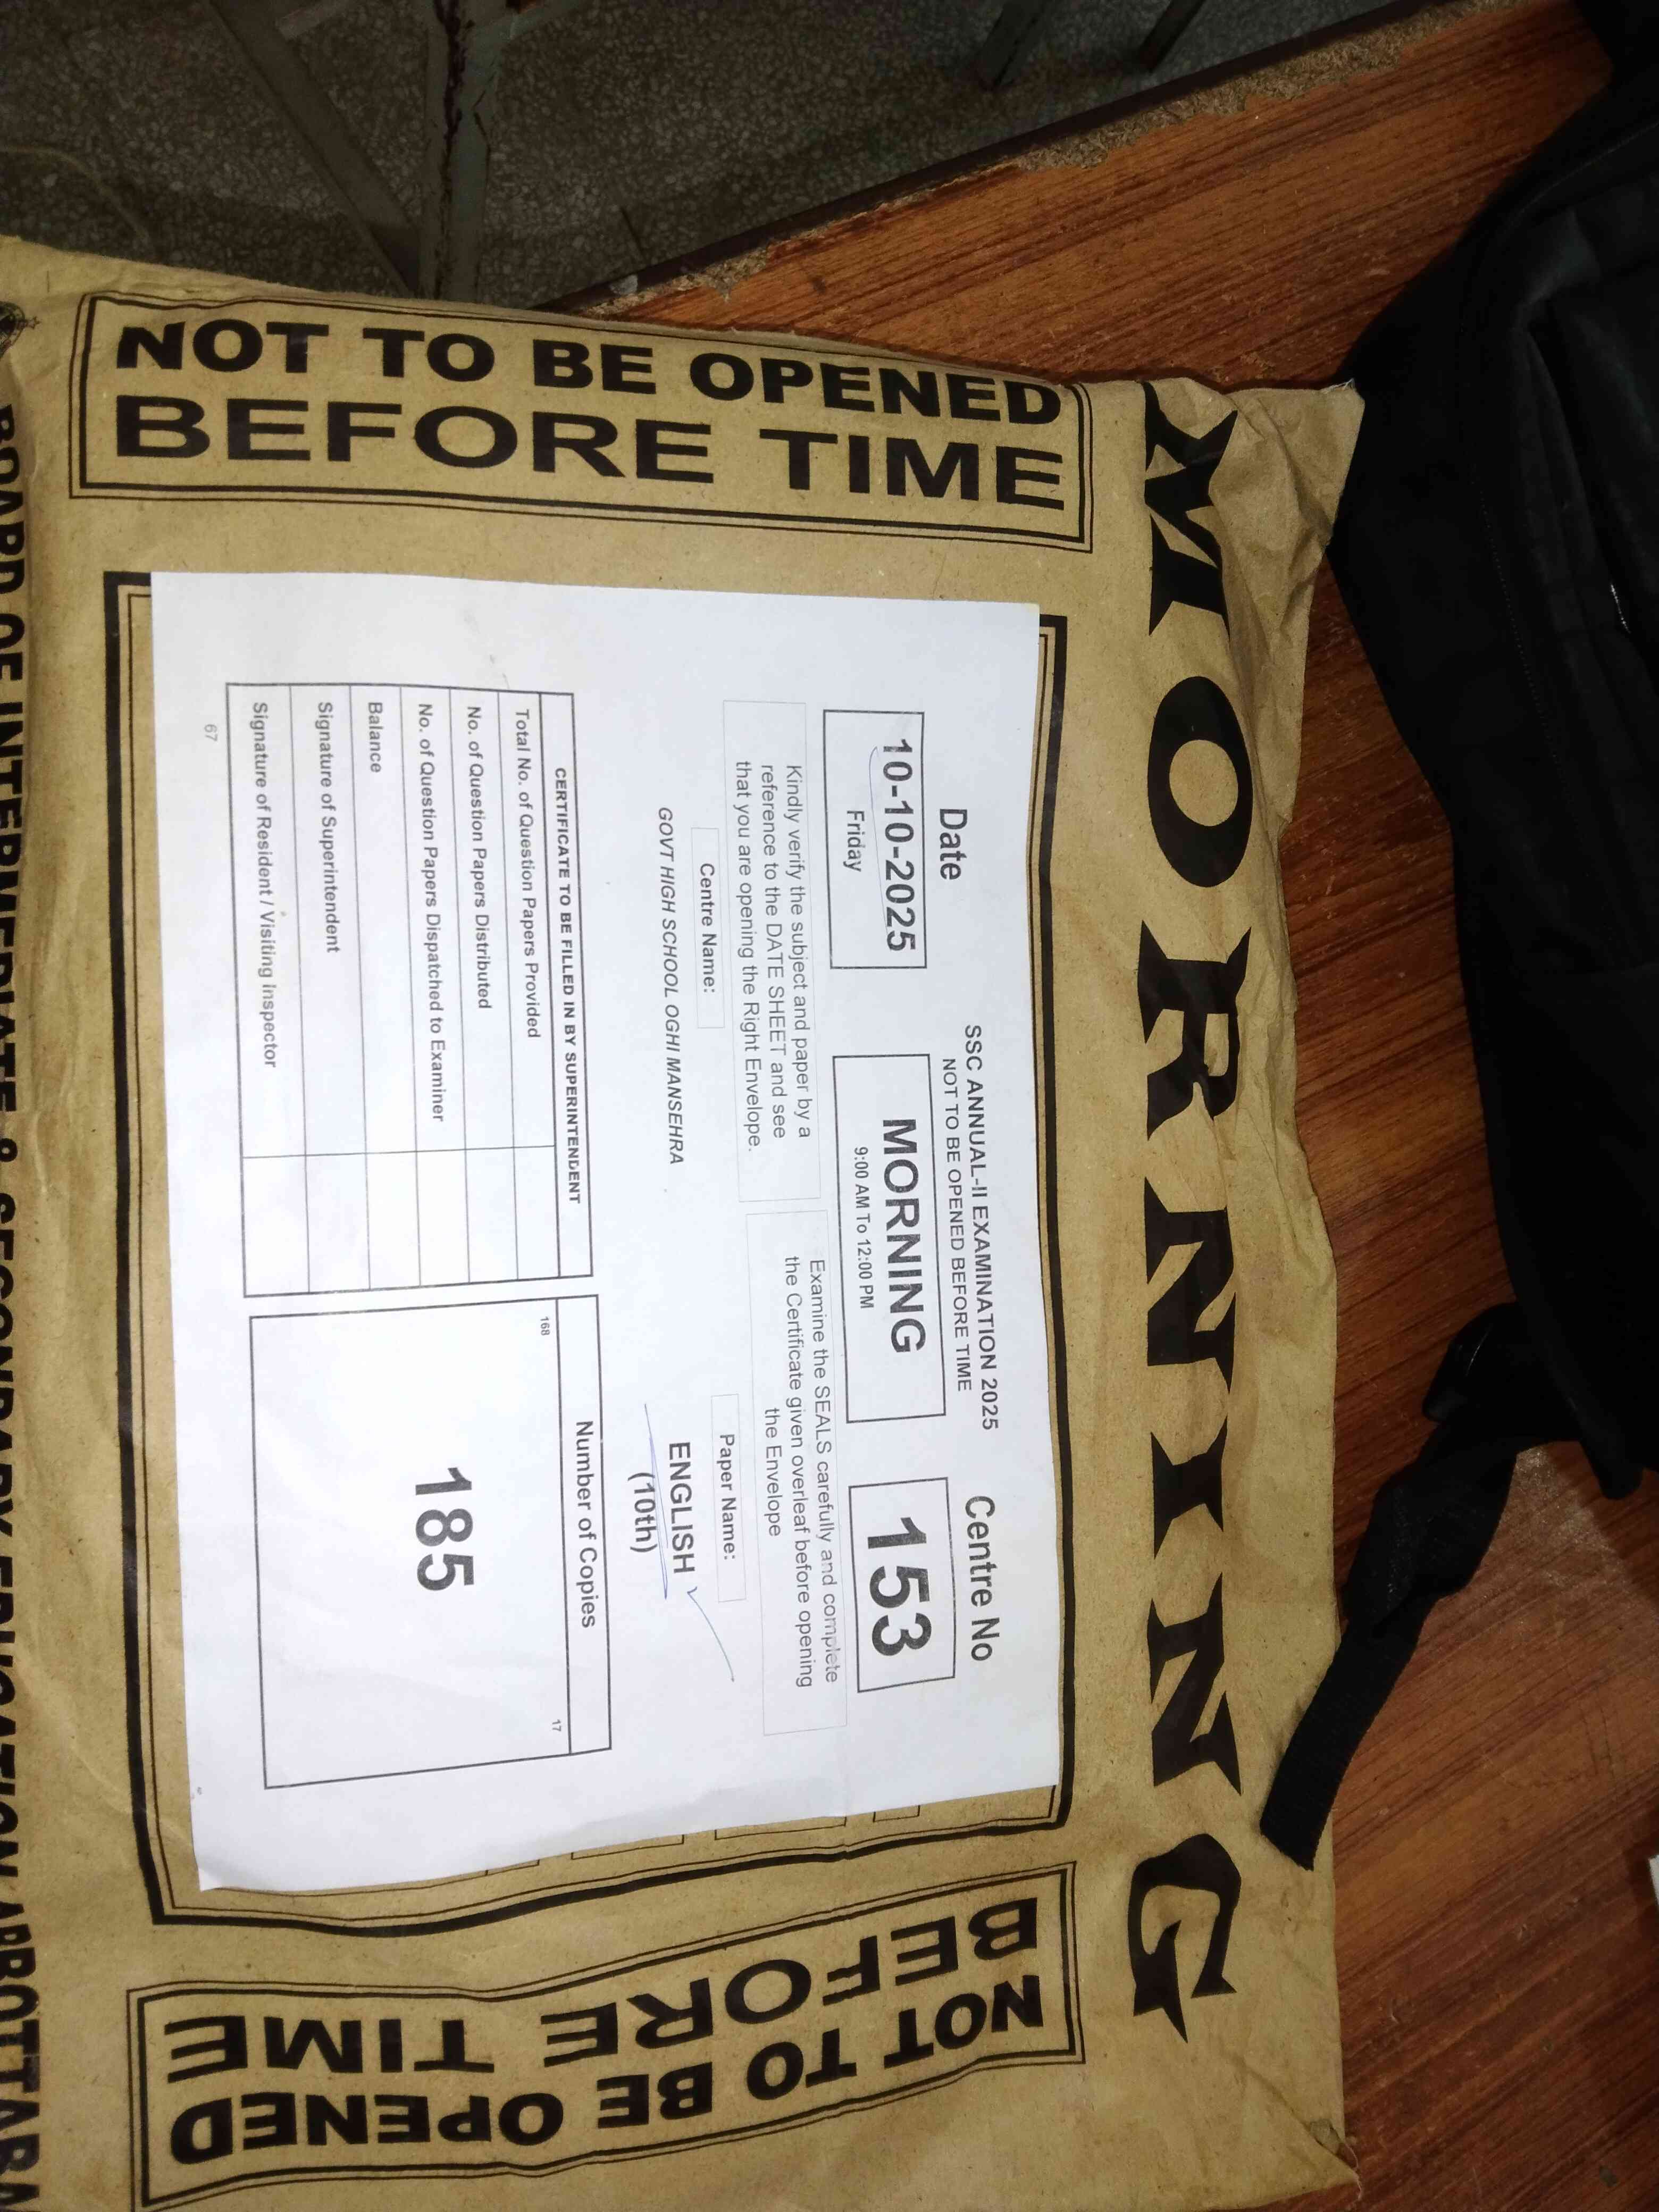 MORNING
NOT TO BE OPENED
BEFORE TIME
SSC ANNUAL-II EXAMINATION 2025
NOT TO BE OPENED BEFORE TIME
Date
10-10-2025
Friday
MORNING
9:00 AM To 12:00 PM
Centre No
153
Kindly verify the subject and paper by a
reference to the DATE SHEET and see
that you are opening the Right Envelope.
Examine the SEALS carefully and complete
the Certificate given overleaf before opening
the Envelope
Centre Name:
GOVT HIGH SCHOOL OGHI MANSEHRA
Paper Name:
ENGLISH
(10th)
CERTIFICATE TO BE FILLED IN BY SUPERINTENDENT
Total No. of Question Papers Provided
No. of Question Papers Distributed
No. of Question Papers Dispatched to Examiner
Balance
Signature of Superintendent
Signature of Resident / Visiting inspector
Number of Copies
168
17
185
67
NOT TO BE OPENED
BEFORE TIME
BOARD OF INTERMEDIATE & SECONDARY EDUCATION